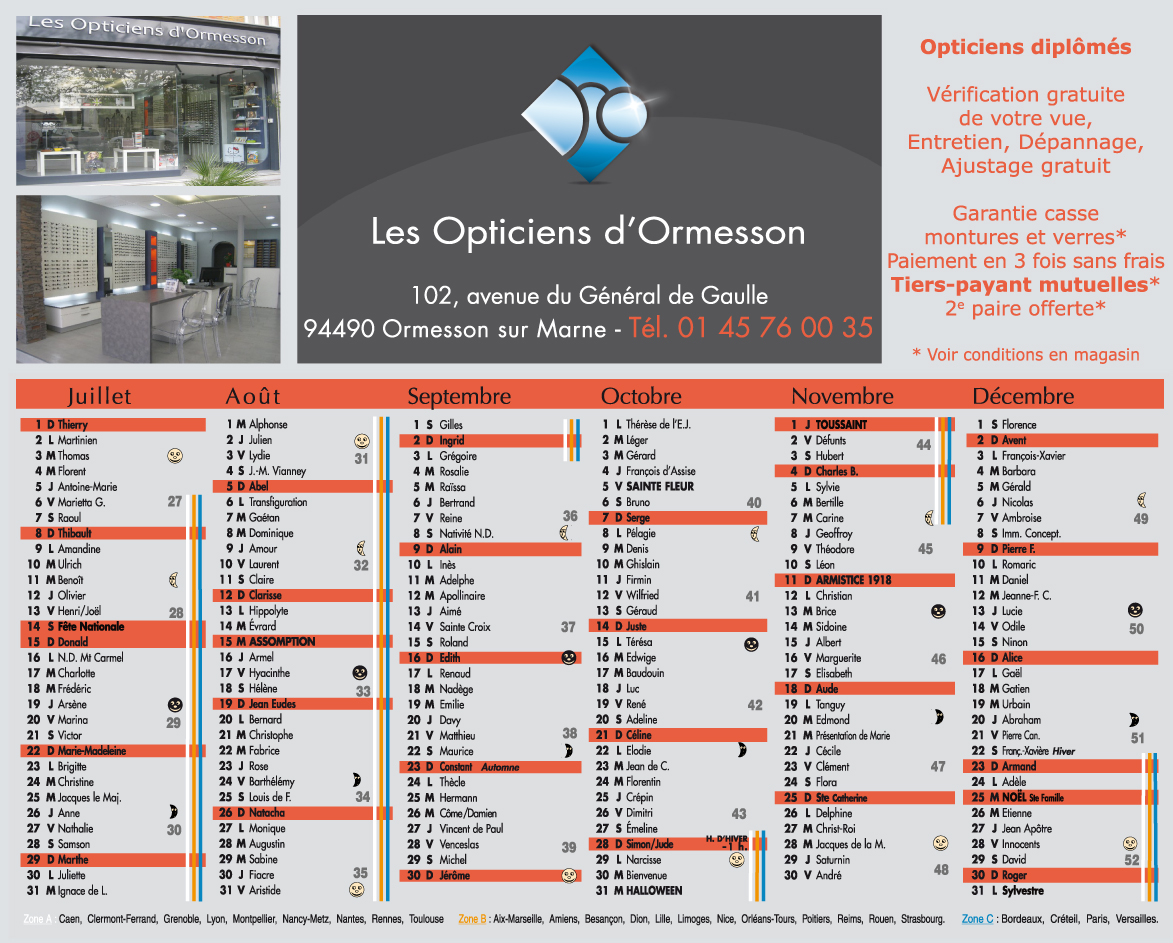 Les Opticiens d'Ormesson
Opticiens diplômés
Vérification gratuite
de votre vue,
Entretien, Dépannage,
Ajustage gratuit
Garantie casse
montures et verres*
Paiement en 3 fois sans frais
Tiers-payant mutuelles*
2e paire offerte*
* Voir conditions en magasin
Les Opticiens d'Ormesson
102, avenue du Général de Gaulle
94490 Ormesson sur Marne - Tél. 01 45 76 00 35
Juillet
1 D Thierry
2 L Martinien
3 M Thomas
4 M Florent
5 J Antoine-Marie
6 V Marietta G. 27
7 S Raoul
8 D Thibault
9 L Amandine
10 M Ulrich
11 M Benoît
12 J Olivier
13 V Henri/Joël 28
14 S Fête Nationale
15 D Donald
16 L N.D. Mt Carmel
17 M Charlotte
18 M Frédéric
19 J Arsène
20 V Marina 29
21 S Victor
22 D Marie-Madeleine
23 L Brigitte
24 M Christine
25 M Jacques le Maj.
26 J Anne
27 V Nathalie 30
28 S Samson
29 D Marthe
30 L Juliette
31 M Ignace de L.
Août
1 M Alphonse
2 J Julien
3 V Lydie 31
4 S J.-M. Vianney
5 D Abel
6 L Transfiguration
7 M Gaétan
8 M Dominique
9 J Amour
10 V Laurent 32
11 S Claire
12 D Clarisse
13 L Hippolyte
14 M Évrard
15 M ASSOMPTION
16 J Armel
17 V Hyacinthe
18 S Hélène 33
19 D Jean Eudes
20 L Bernard
21 M Christophe
22 M Fabrice
23 J Rose
24 V Barthélémy
25 S Louis de F. 34
26 D Natacha
27 L Monique
28 M Augustin
29 M Sabine
30 J Fiacre 35
31 V Aristide
Septembre
1 S Gilles
2 D Ingrid
3 L Grégoire
4 M Rosalie
5 M Raïssa
6 J Bertrand
7 V Reine 36
8 S Nativité N.D.
9 D Alain
10 L Inès
11 M Adelphe
12 M Apollinaire
13 J Aimé
14 V Sainte Croix 37
15 S Roland
16 D Edith
17 L Renaud
18 M Nadège
19 M Emilie
20 J Davy
21 V Matthieu 38
22 S Maurice
23 D Constant Automne
24 L Thècle
25 M Hermann
26 M Côme/Damien
27 J Vincent de Paul
28 V Venceslas 39
29 S Michel
30 D Jérôme
Octobre
1 L Thérèse de l'E.J.
2 M Léger
3 M Gérard
4 J François d'Assise
5 V SAINTE FLEUR
6 S Bruno 40
7 D Serge
8 L Pélagie
9 M Denis
10 M Ghislain
11 J Firmin
12 V Wilfried 41
13 S Géraud
14 D Juste
15 L Térésa
16 M Edwige
17 M Baudouin
18 J Luc
19 V René 42
20 S Adeline
21 D Céline
22 L Elodie
23 M Jean de C.
24 M Florentin
25 J Crépin
26 V Dimitri 43
27 S Émeline
28 D Simon/Jude H. D'HIVER - 1 h.
29 L Narcisse
30 M Bienvenue
31 M HALLOWEEN
Novembre
1 J TOUSSAINT
2 V Défunts 44
3 S Hubert
4 D Charles B.
5 L Sylvie
6 M Bertille
7 M Carine
8 J Geoffroy
9 V Théodore 45
10 S Léon
11 D ARMISTICE 1918
12 L Christian
13 M Brice
14 M Sidoine
15 J Albert
16 V Marguerite 46
17 S Elisabeth
18 D Aude
19 L Tanguy
20 M Edmond
21 M Présentation de Marie
22 J Cécile
23 V Clément 47
24 S Flora
25 D Ste Catherine
26 L Delphine
27 M Christ-Roi
28 M Jacques de la M.
29 J Saturnin
30 V André 48
Décembre
1 S Florence
2 D Avent
3 L François-Xavier
4 M Barbara
5 M Gérald
6 J Nicolas
7 V Ambroise 49
8 S Imm. Concept.
9 D Pierre F.
10 L Romaric
11 M Daniel
12 M Jeanne-F. C.
13 J Lucie
14 V Odile 50
15 S Ninon
16 D Alice
17 L Gaël
18 M Gatien
19 M Urbain
20 J Abraham
21 V Pierre Can. 51
22 S Franç.-Xavière Hiver
23 D Armand
24 L Adèle
25 M NOËL Ste Famille
26 M Etienne
27 J Jean Apôtre
28 V Innocents
29 S David 52
30 D Roger
31 L Sylvestre
Zone A : Caen, Clermont-Ferrand, Grenoble, Lyon, Montpellier, Nancy-Metz, Nantes, Rennes, Toulouse Zone B : Aix-Marseille, Amiens, Besançon, Dion, Lille, Limoges, Nice, Orléans-Tours, Poitiers, Reims, Rouen, Strasbourg. Zone C : Bordeaux, Créteil, Paris, Versailles.